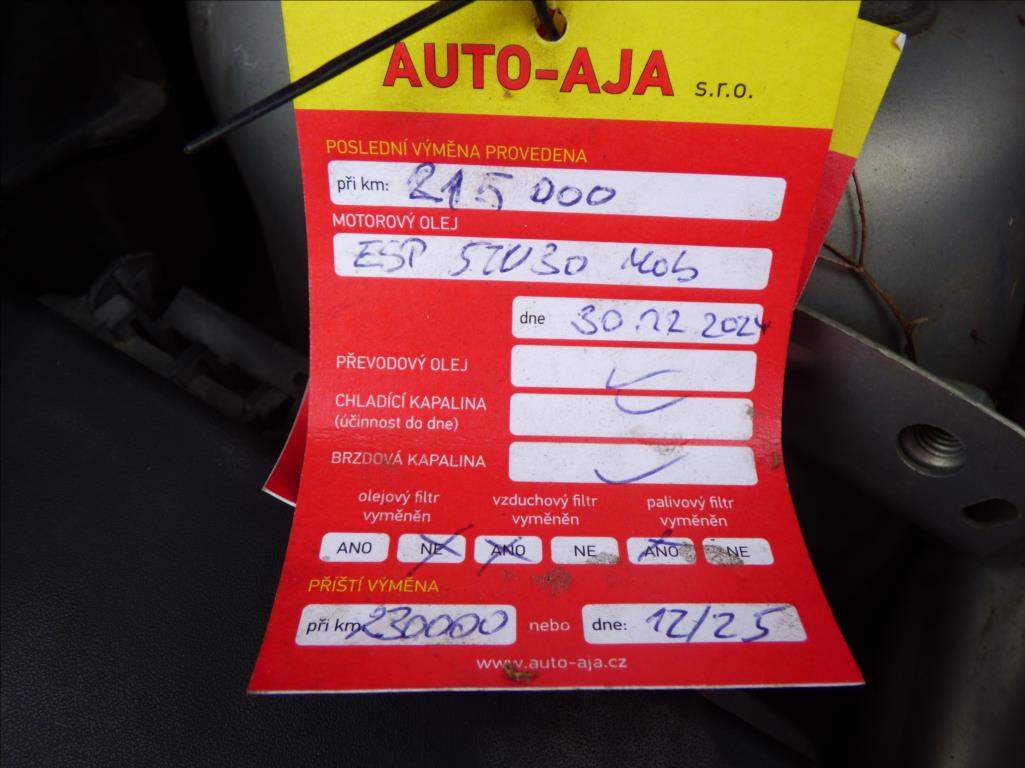 AUTO-AJA s.r.o.
POSLEDNÍ VÝMĚNA PROVEDENA
při km: 215 000
MOTOROVÝ OLEJ
ESP 5W30 Mob
dne 30.12 2024
PŘEVODOVÝ OLEJ
CHLADÍCÍ KAPALINA
(účinnost do dne)
BRZDOVÁ KAPALINA
olejový filtr vzduchový filtr palivový filtr
vyměněn vyměněn vyměněn
ANO NE ANO NE ANO NE
PŘÍŠTÍ VÝMĚNA
při km: 230000 nebo dne: 12/25
www.auto-aja.cz